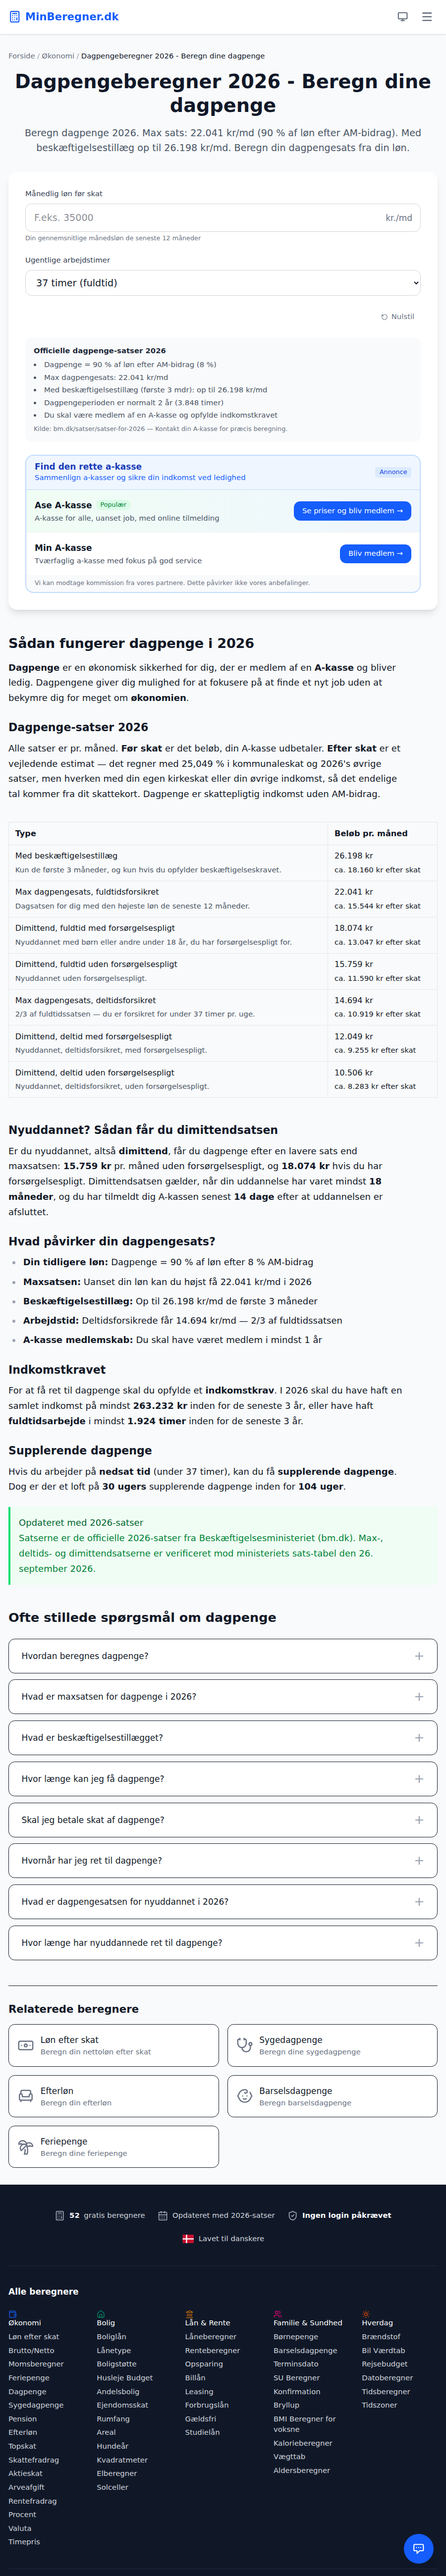 MinBeregner.dk
Forside / Økonomi / Dagpengeberegner 2026 - Beregn dine dagpenge
Dagpengeberegner 2026 - Beregn dine
dagpenge
Beregn dagpenge 2026. Max sats: 22.041 kr/md (90 % af løn efter AM-bidrag). Med
beskæftigelsestillæg op til 26.198 kr/md. Beregn din dagpengesats fra din løn.
Månedlig løn før skat
F.eks. 35000
kr./md
Din gennemsnitlige månedsløn de seneste 12 måneder
Ugentlige arbejdstimer
37 timer (fuldtid)
Nulstil
Officielle dagpenge-satser 2026
• Dagpenge = 90 % af løn efter AM-bidrag (8 %)
• Max dagpengesats: 22.041 kr/md
• Med beskæftigelsestillæg (første 3 mdr): op til 26.198 kr/md
• Dagpengeperioden er normalt 2 år (3.848 timer)
• Du skal være medlem af en A-kasse og opfylde indkomstkravet
Kilde: bm.dk/satser/satser-for-2026 — Kontakt din A-kasse for præcis beregning.
Find den rette a-kasse
Sammenlign a-kasser og sikre din indkomst ved ledighed
Annonce
Ase A-kasse Populær
A-kasse for alle, uanset job, med online tilmelding
Se priser og bliv medlem →
Min A-kasse
Tværfaglig a-kasse med fokus på god service
Bliv medlem →
Vi kan modtage kommission fra vores partnere. Dette påvirker ikke vores anbefalinger.
Sådan fungerer dagpenge i 2026
Dagpenge er en økonomisk sikkerhed for dig, der er medlem af en A-kasse og bliver
ledig. Dagpengene giver dig mulighed for at fokusere på at finde et nyt job uden at
bekymre dig for meget om økonomien.
Dagpenge-satser 2026
Alle satser er pr. måned. Før skat er det beløb, din A-kasse udbetaler. Efter skat er et
vejledende estimat — det regner med 25,049 % i kommuneskat og 2026's øvrige
satser, men hverken med din egen kirkeskat eller din øvrige indkomst, så det endelige
tal kommer fra dit skattekort. Dagpenge er skattepligtig indkomst uden AM-bidrag.
Type
Beløb pr. måned
Med beskæftigelsestillæg
26.198 kr
Kun de første 3 måneder, og kun hvis du opfylder beskæftigelseskravet.
ca. 18.160 kr efter skat
Max dagpengesats, fuldtidsforsikret
22.041 kr
Dagsatsen for dig med den højeste løn de seneste 12 måneder.
ca. 15.544 kr efter skat
Dimittend, fuldtid med forsørgelsespligt
18.074 kr
Nyuddannet med børn eller andre under 18 år, du har forsørgelsespligt for.
ca. 13.047 kr efter skat
Dimittend, fuldtid uden forsørgelsespligt
15.759 kr
Nyuddannet uden forsørgelsespligt.
ca. 11.590 kr efter skat
Max dagpengesats, deltidsforsikret
14.694 kr
2/3 af fuldtidssatsen — du er forsikret for under 37 timer pr. uge.
ca. 10.919 kr efter skat
Dimittend, deltid med forsørgelsespligt
12.049 kr
Nyuddannet, deltidsforsikret, med forsørgelsespligt.
ca. 9.255 kr efter skat
Dimittend, deltid uden forsørgelsespligt
10.506 kr
Nyuddannet, deltidsforsikret, uden forsørgelsespligt.
ca. 8.283 kr efter skat
Nyuddannet? Sådan får du dimittendsatsen
Er du nyuddannet, altså dimittend, får du dagpenge efter en lavere sats end
maxsatsen: 15.759 kr pr. måned uden forsørgelsespligt, og 18.074 kr hvis du har
forsørgelsespligt. Dimittendsatsen gælder, når din uddannelse har varet mindst 18
måneder, og du har tilmeldt dig A-kassen senest 14 dage efter at uddannelsen er
afsluttet.
Hvad påvirker din dagpengesats?
• Din tidligere løn: Dagpenge = 90 % af løn efter 8 % AM-bidrag
• Maxsatsen: Uanset din løn kan du højst få 22.041 kr/md i 2026
• Beskæftigelsestillæg: Op til 26.198 kr/md de første 3 måneder
• Arbejdstid: Deltidsforsikrede får 14.694 kr/md — 2/3 af fuldtidssatsen
• A-kasse medlemskab: Du skal have været medlem i mindst 1 år
Indkomstkravet
For at få ret til dagpenge skal du opfylde et indkomstkrav. I 2026 skal du have haft en
samlet indkomst på mindst 263.232 kr inden for de seneste 3 år, eller have haft
fuldtidsarbejde i mindst 1.924 timer inden for de seneste 3 år.
Supplerende dagpenge
Hvis du arbejder på nedsat tid (under 37 timer), kan du få supplerende dagpenge.
Dog er der et loft på 30 ugers supplerende dagpenge inden for 104 uger.
Opdateret med 2026-satser
Satserne er de officielle 2026-satser fra Beskæftigelsesministeriet (bm.dk). Max-,
deltids- og dimittendsatserne er verificeret mod ministeriets sats-tabel den 26.
september 2026.
Ofte stillede spørgsmål om dagpenge
Hvordan beregnes dagpenge?
Hvad er maxsatsen for dagpenge i 2026?
Hvad er beskæftigelsestillægget?
Hvor længe kan jeg få dagpenge?
Skal jeg betale skat af dagpenge?
Hvornår har jeg ret til dagpenge?
Hvad er dagpengesatsen for nyuddannet i 2026?
Hvor længe har nyuddannede ret til dagpenge?
Relaterede beregnere
Løn efter skat
Beregn din nettoløn efter skat
Sygedagpenge
Beregn dine sygedagpenge
Efterløn
Beregn din efterløn
Barselsdagpenge
Beregn barselsdagpenge
Feriepenge
Beregn dine feriepenge
52 gratis beregnere
Opdateret med 2026-satser
Ingen login påkrævet
Lavet til danskere
Alle beregnere
Økonomi
Løn efter skat
Brutto/Netto
Momsberegner
Feriepenge
Dagpenge
Sygedagpenge
Pension
Efterløn
Topskat
Skattefradrag
Aktieskat
Arveafgift
Rentefradrag
Procent
Valuta
Timepris
Bolig
Boliglån
Lånetype
Boligstøtte
Husleje Budget
Andelsbolig
Ejendomsskat
Rumfang
Areal
Hundeår
Kvadratmeter
Elberegner
Solceller
Lån & Rente
Låneberegner
Renteberegner
Opsparing
Billån
Leasing
Forbrugslån
Gældsfri
Studielån
Familie & Sundhed
Børnepenge
Barselsdagpenge
Terminsdato
SU Beregner
Konfirmation
Bryllup
BMI Beregner for
voksne
Kalorieberegner
Vægttab
Aldersberegner
Hverdag
Brændstof
Bil Værdtab
Rejsebudget
Datoberegner
Tidsberegner
Tidszoner